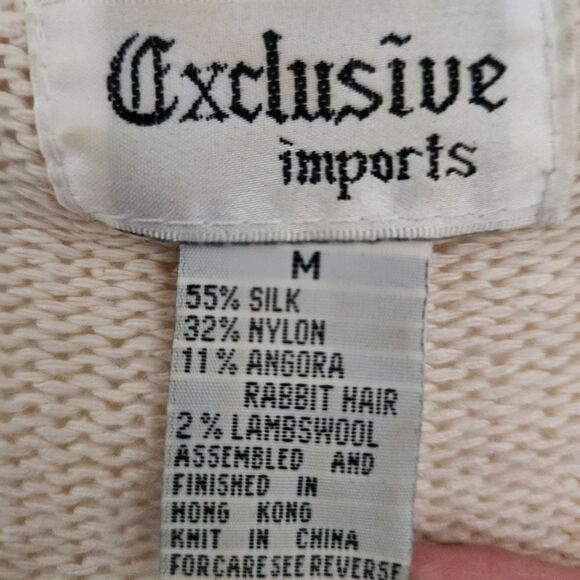 Exclusive
imports
M
55% SILK
32% NYLON
11% ANGORA
RABBIT HAIR
2% LAMBSWOOL
ASSEMBLED AND
FINISHED IN
HONG KONG
KNIT IN CHINA
FOR CARE SEE REVERSE